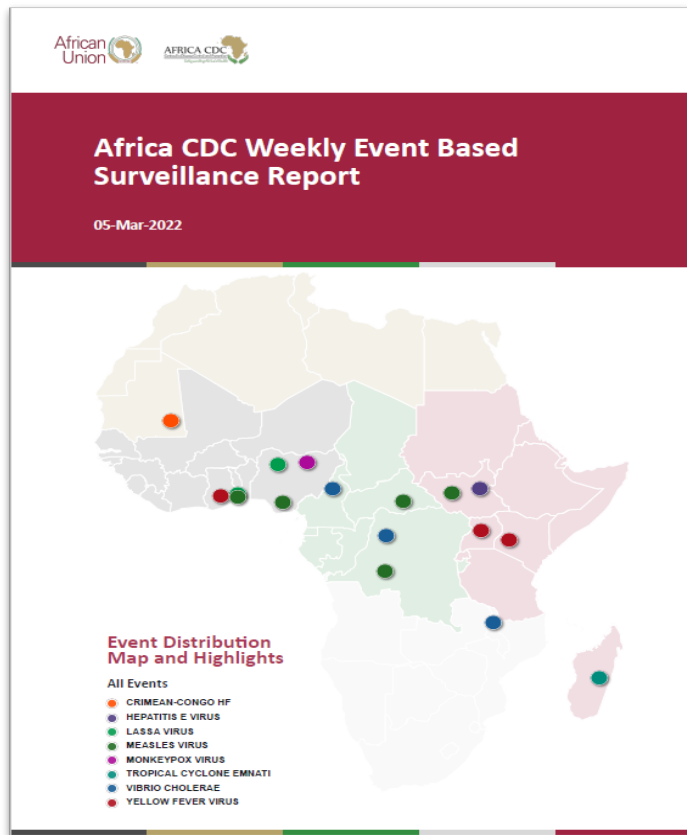 African
Union
AFRICA CDC
Africa CDC Weekly Event Based
Surveillance Report
05-Mar-2022
Event Distribution
Map and Highlights
All Events
CRIMEAN-CONGO HF
HEPATITIS E VIRUS
LASSA VIRUS
MEASLES VIRUS
MONKEYPOX VIRUS
TROPICAL CYCLONE EMNATI
VIBRIO CHOLERAE
YELLOW FEVER VIRUS